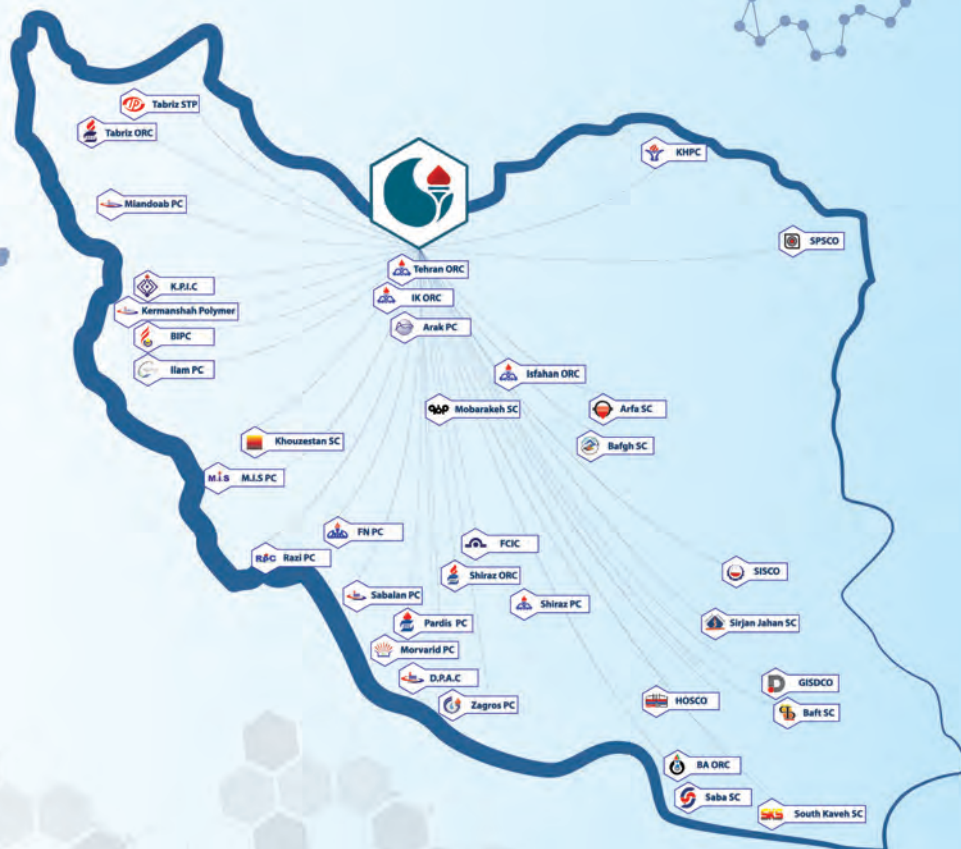 Tabriz STP
Tabriz ORC
KHPC
Miandoab PC
SPSCO
Tehran ORC
K.P.I.C
IK ORC
Kermanshah Polymer
Arak PC
BIPC
Ilam PC
Isfahan ORC
Mobarakeh SC
Arfa SC
Khouzestan SC
Bafgh SC
M.I.S M.I.S PC
FN PC
FCIC
Razi PC
SISCO
Shiraz ORC
Sabalan PC
Shiraz PC
Pardis PC
Sirjan Jahan SC
Morvarid PC
D.P.A.C
GISDCO
HOSCO
Zagros PC
Baft SC
BA ORC
Saba SC
SKS South Kaveh SC